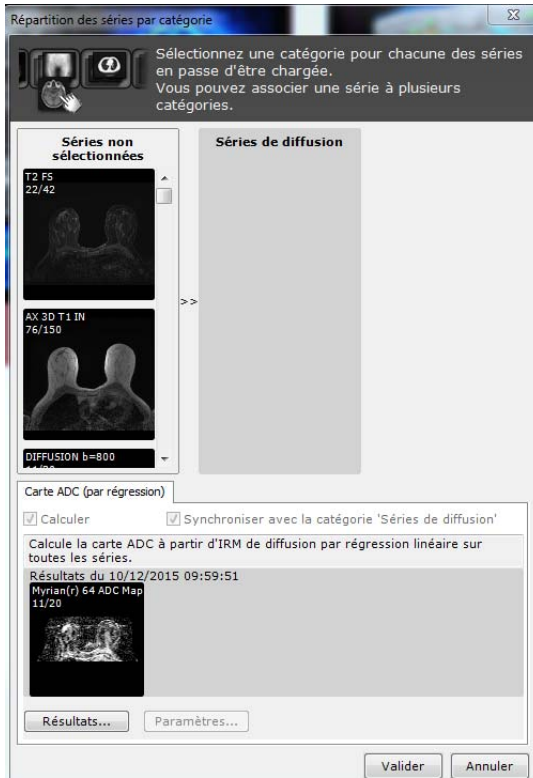 Répartition des séries par catégorie
Sélectionnez une catégorie pour chacune des séries
en passe d'être chargée.
Vous pouvez associer une série à plusieurs
catégories.
Séries non
sélectionnées
Séries de diffusion
T2 FS
22/42
>>
AX 3D T1 IN
76/150
DIFFUSION b=800
11/20
Carte ADC (par régression)
Calculer
Synchroniser avec la catégorie 'Séries de diffusion'
Calcule la carte ADC à partir d'IRM de diffusion par régression linéaire sur
toutes les séries.
Résultats du 10/12/2015 09:59:51
Myrian(r) 64 ADC Map
11/20
Résultats...
Paramètres...
Valider
Annuler